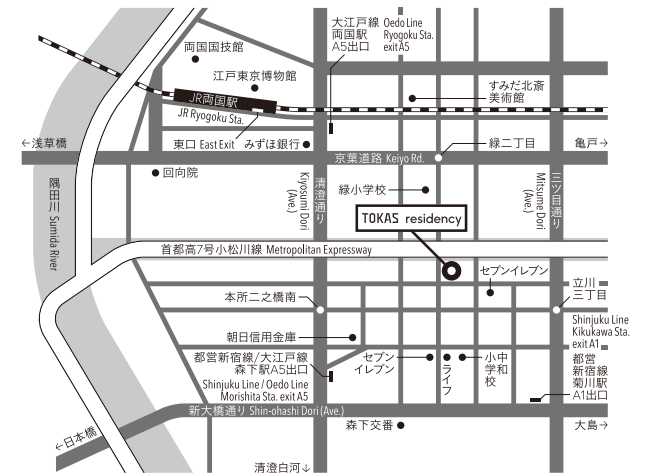 大江戸線 Oedo Line
両国駅 Ryogoku Sta.
A5出口 exit A5
両国国技館
江戸東京博物館
すみだ北斎
美術館
JR両国駅
JR Ryogoku Sta.
東口 East Exit
みずほ銀行
←浅草橋
緑二丁目
亀戸→
京葉道路 Keiyo Rd.
回向院
隅田川 Sumida River
清澄通り
Kiyosumi Dori
(Ave.)
緑小学校
三ツ目通り
Mitsume Dori
(Ave.)
TOKAS residency
首都高7号小松川線 Metropolitan Expressway
セブンイレブン
立川
三丁目
本所二之橋南
Shinjuku Line
Kikukawa Sta.
exit A1
朝日信用金庫
都営新宿線/大江戸線
森下駅A5出口
Shinjuku Line / Oedo Line
Morishita Sta. exit A5
セブン
イレブン
ライフ
小中学和校
都営
新宿線
菊川駅
A1出口
新大橋通り Shin-ohashi Dori (Ave.)
←日本橋
森下交番
大島→
清澄白河↓